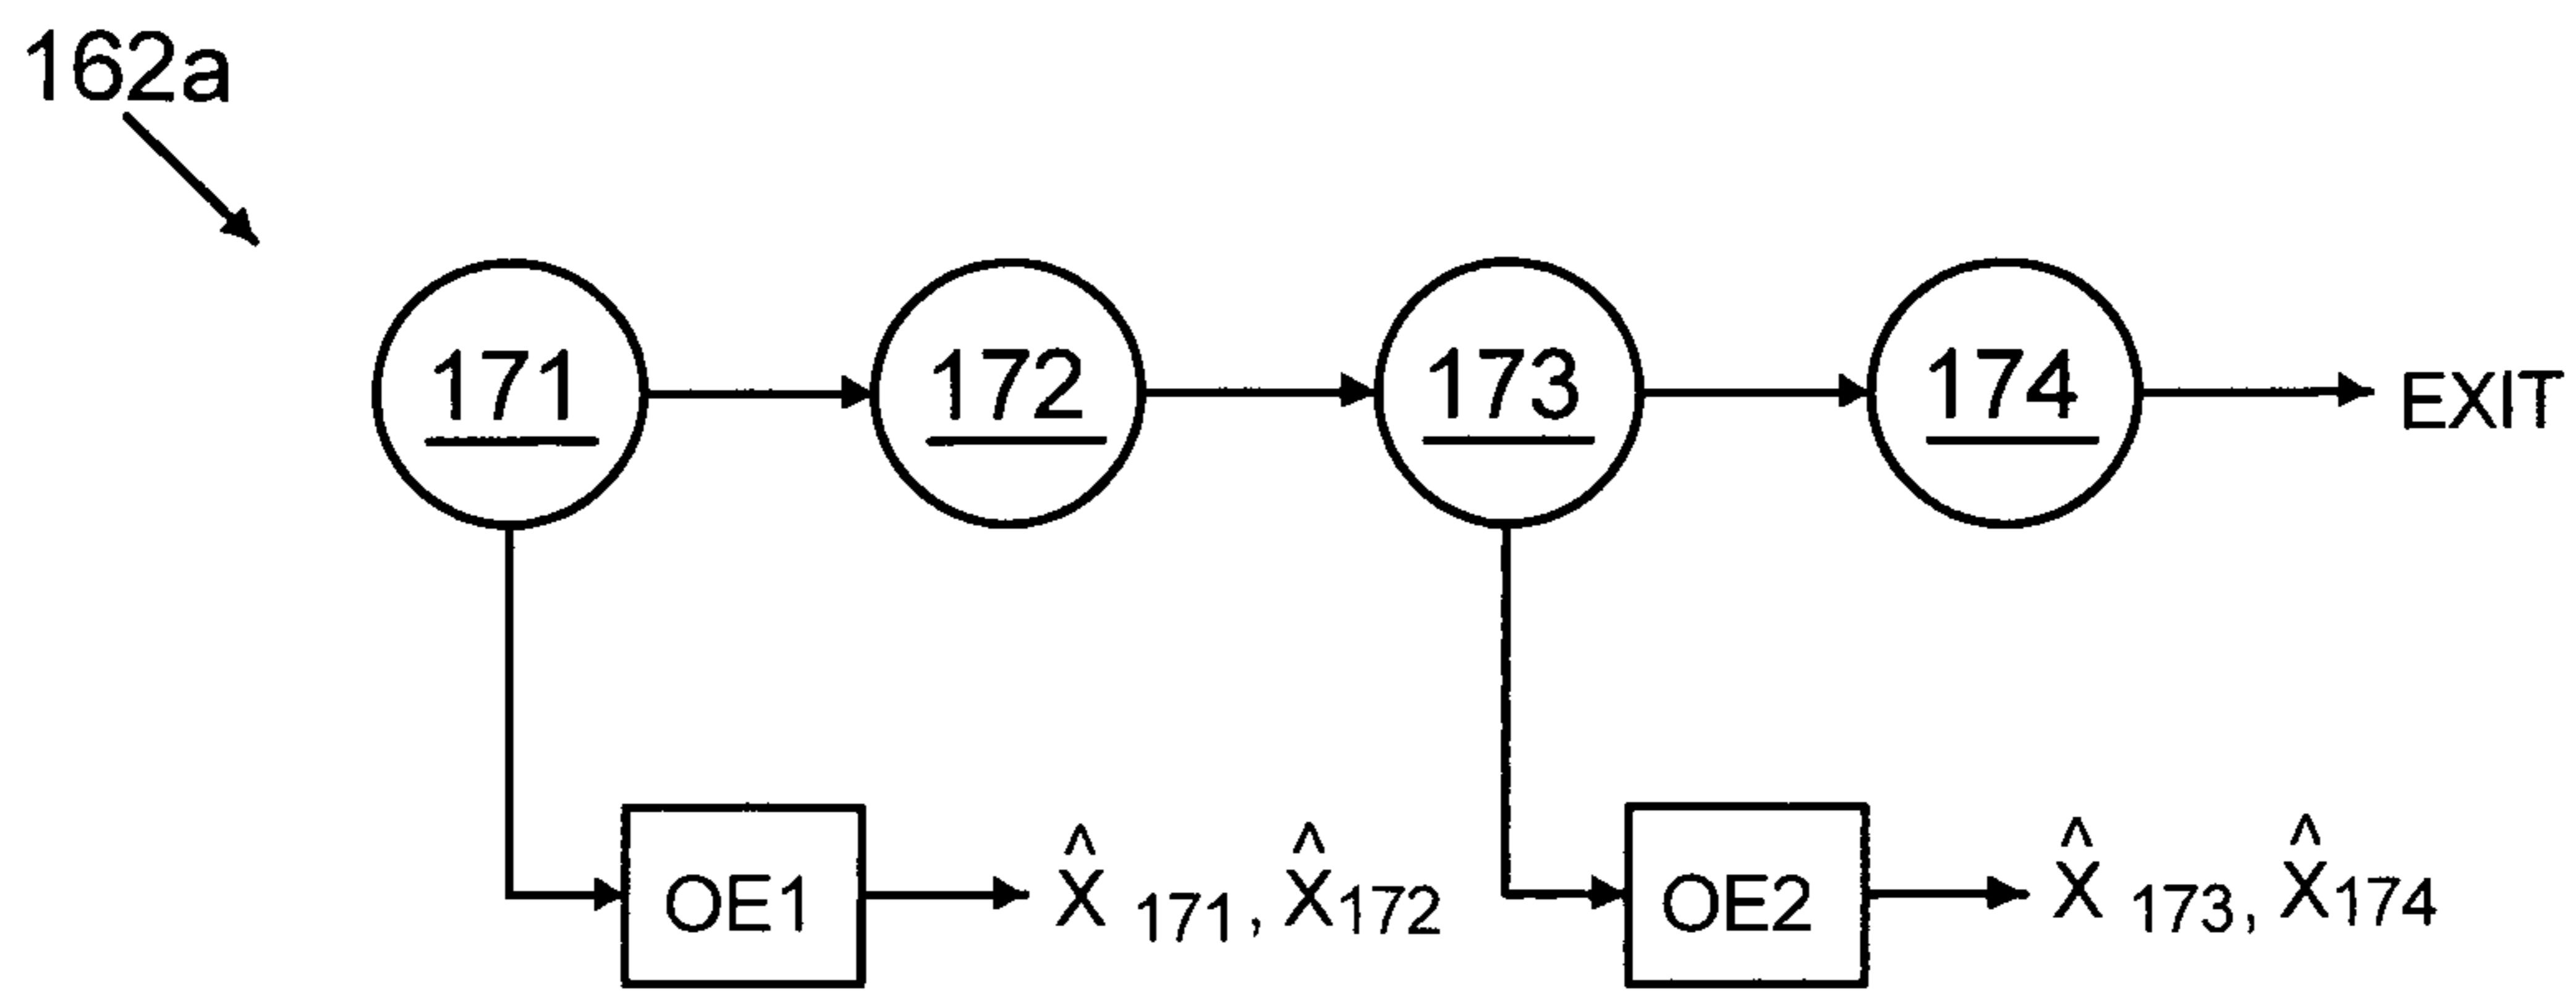 162a
171 172 173 174 EXIT
OE1 X̂ 171, X̂172 OE2 X̂ 173, X̂174